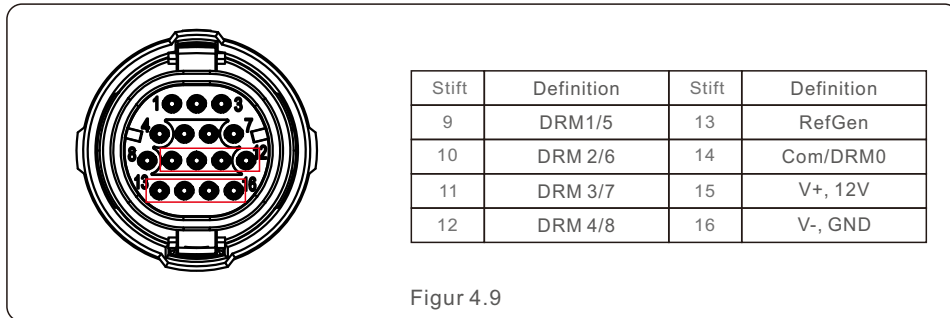 1 3
4 7
8 12
13 16
Stift Definition Stift Definition
9 DRM1/5 13 RefGen
10 DRM 2/6 14 Com/DRM0
11 DRM 3/7 15 V+, 12V
12 DRM 4/8 16 V-, GND
Figur 4.9